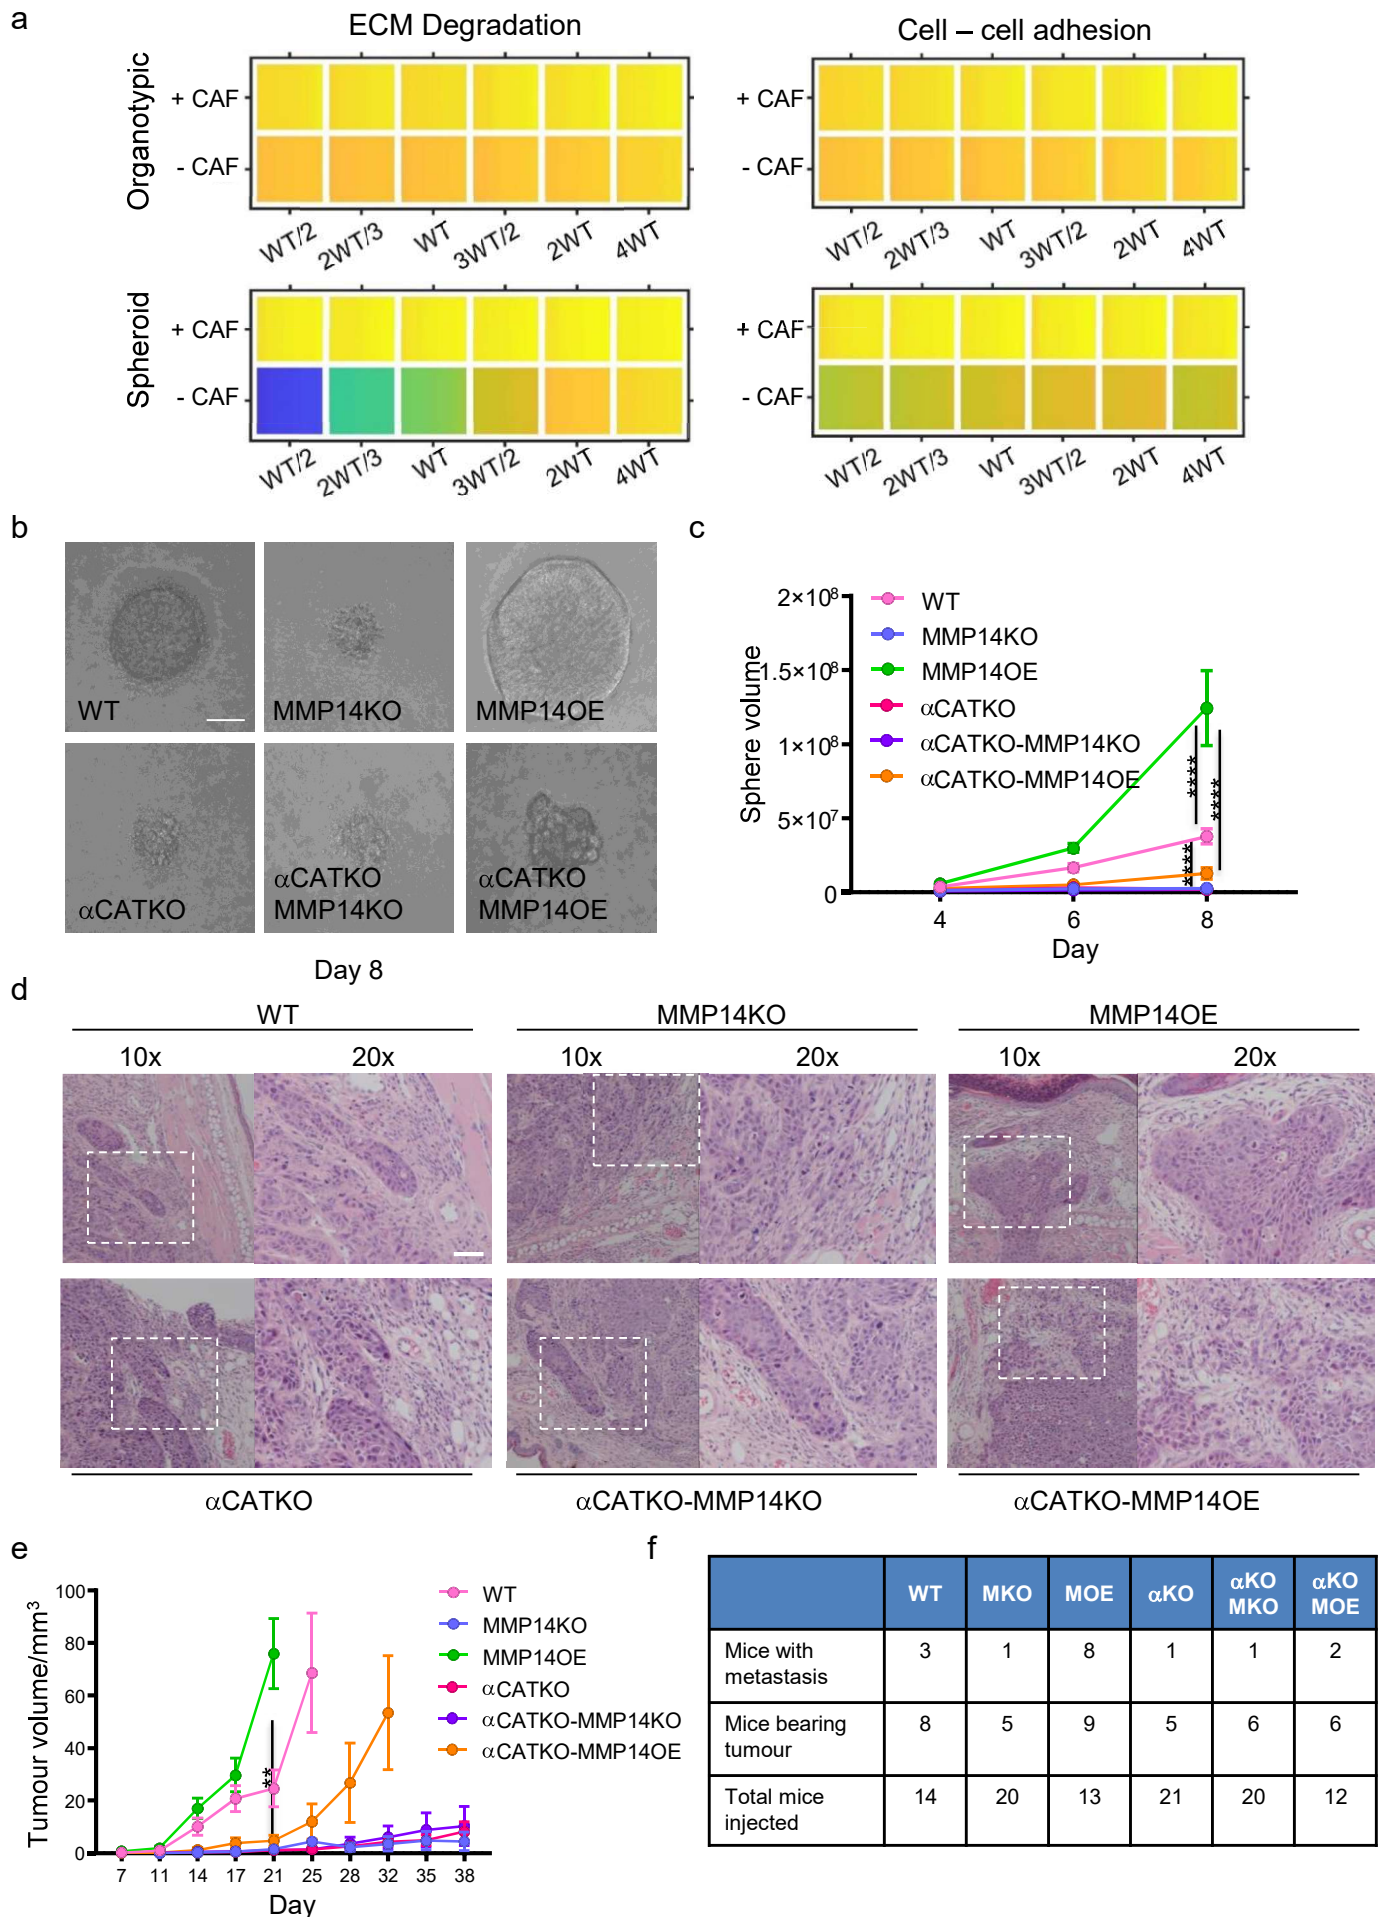 a
ECM Degradation
Cell – cell adhesion
Organotypic
+ CAF
- CAF
WT/2 2WT/3 WT 3WT/2 2WT 4WT
+ CAF
- CAF
WT/2 2WT/3 WT 3WT/2 2WT 4WT
Spheroid
+ CAF
- CAF
WT/2 2WT/3 WT 3WT/2 2WT 4WT
+ CAF
- CAF
WT/2 2WT/3 WT 3WT/2 2WT 4WT
b
WT
MMP14KO
MMP14OE
αCATKO
αCATKO
MMP14KO
αCATKO
MMP14OE
Day 8
c
Sphere volume
2×10⁸
1.5×10⁸
1×10⁸
5×10⁷
0
WT
MMP14KO
MMP14OE
αCATKO
αCATKO-MMP14KO
αCATKO-MMP14OE
****
****
****
4 6 8
Day
d
WT MMP14KO MMP14OE
10x 20x 10x 20x 10x 20x
αCATKO αCATKO-MMP14KO αCATKO-MMP14OE
e
Tumour volume/mm³
100
80
60
40
20
0
**
WT
MMP14KO
MMP14OE
αCATKO
αCATKO-MMP14KO
αCATKO-MMP14OE
7 11 14 17 21 25 28 32 35 38
Day
f
WT MKO MOE αKO αKO MKO αKO MOE
Mice with metastasis 3 1 8 1 1 2
Mice bearing tumour 8 5 9 5 6 6
Total mice injected 14 20 13 21 20 12